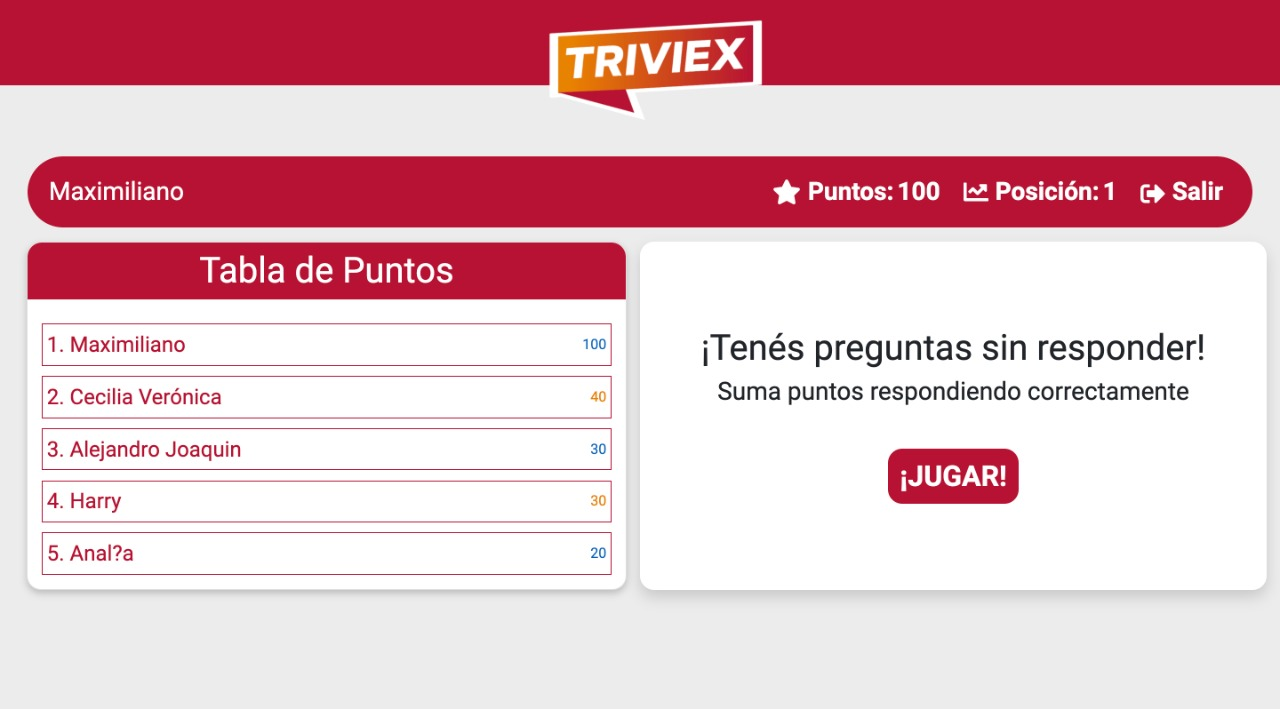 TRIVIEX
Maximiliano
Puntos: 100
Posición: 1
Salir
Tabla de Puntos
1. Maximiliano 100
2. Cecilia Verónica 40
3. Alejandro Joaquin 30
4. Harry 30
5. Anal?a 20
¡Tenés preguntas sin responder!
Suma puntos respondiendo correctamente
¡JUGAR!